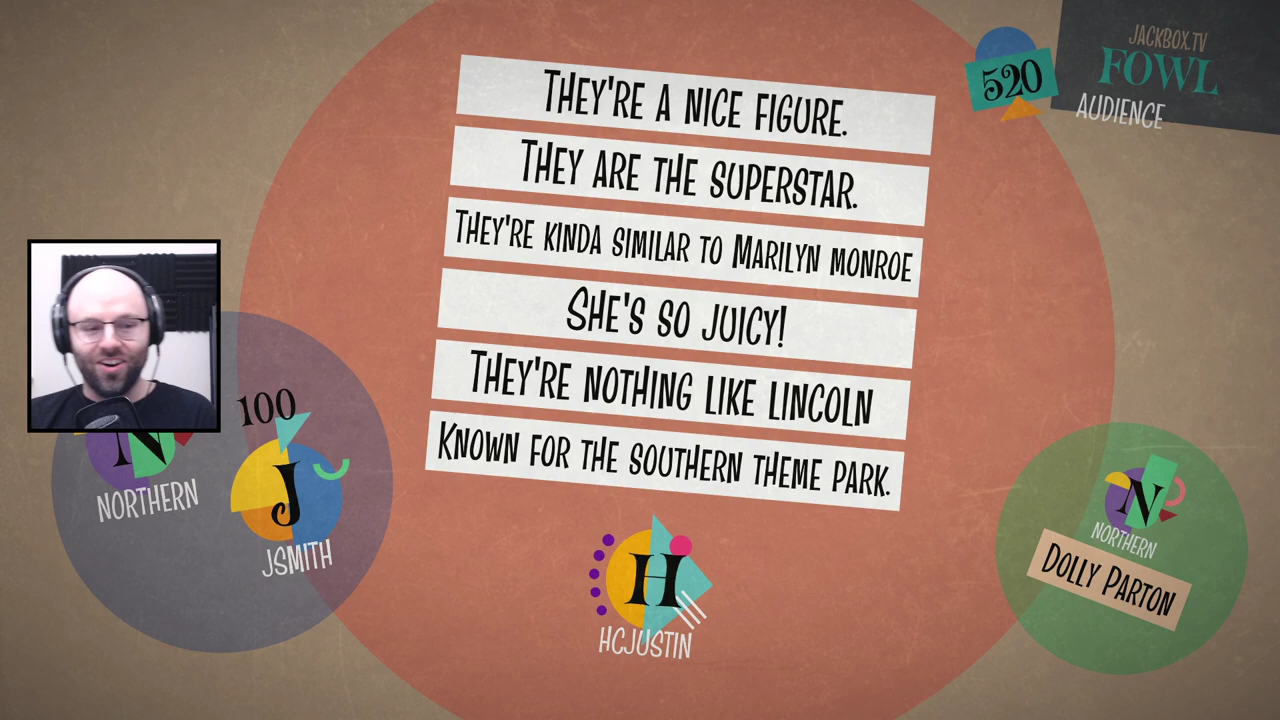 THEY'RE A NICE FIGURE.
THEY ARE THE SUPERSTAR.
THEY'RE KINDA SIMILAR TO MARILYN MONROE
SHE'S SO JUICY!
THEY'RE NOTHING LIKE LINCOLN
KNOWN FOR THE SOUTHERN THEME PARK.
520
JACKBOX.TV
FOWL
AUDIENCE
N
NORTHERN
100
J
JSMITH
H
HCJUSTIN
N
NORTHERN
DOLLY PARTON